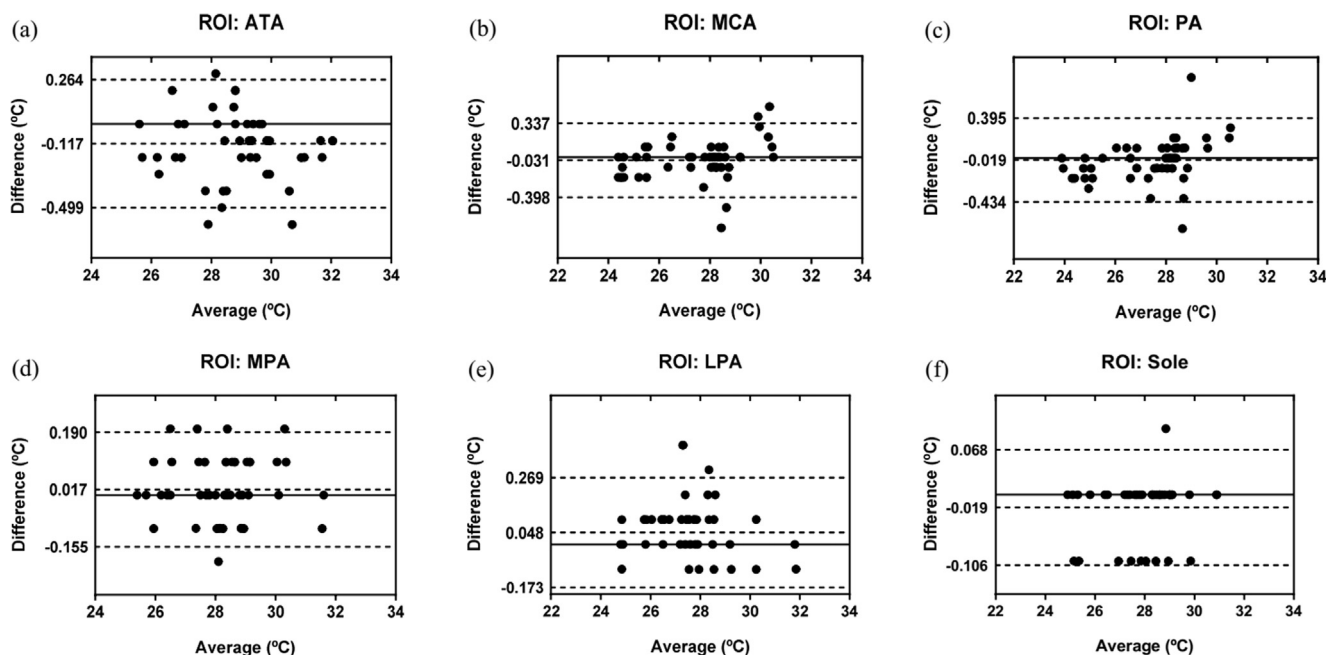 (a)
ROI: ATA
Difference (ºC)
0.264
-0.117
-0.499
24 26 28 30 32 34
Average (ºC)
(b)
ROI: MCA
Difference (ºC)
0.337
-0.031
-0.398
24 26 28 30 32 34
Average (ºC)
(c)
ROI: PA
Difference (ºC)
0.395
-0.019
-0.434
22 24 26 28 30 32 34
Average (ºC)
(d)
ROI: MPA
Difference (ºC)
0.190
0.017
-0.155
24 26 28 30 32 34
Average (ºC)
(e)
ROI: LPA
Difference (ºC)
0.269
0.048
-0.173
22 24 26 28 30 32 34
Average (ºC)
(f)
ROI: Sole
Difference (ºC)
0.068
-0.019
-0.106
22 24 26 28 30 32 34
Average (ºC)